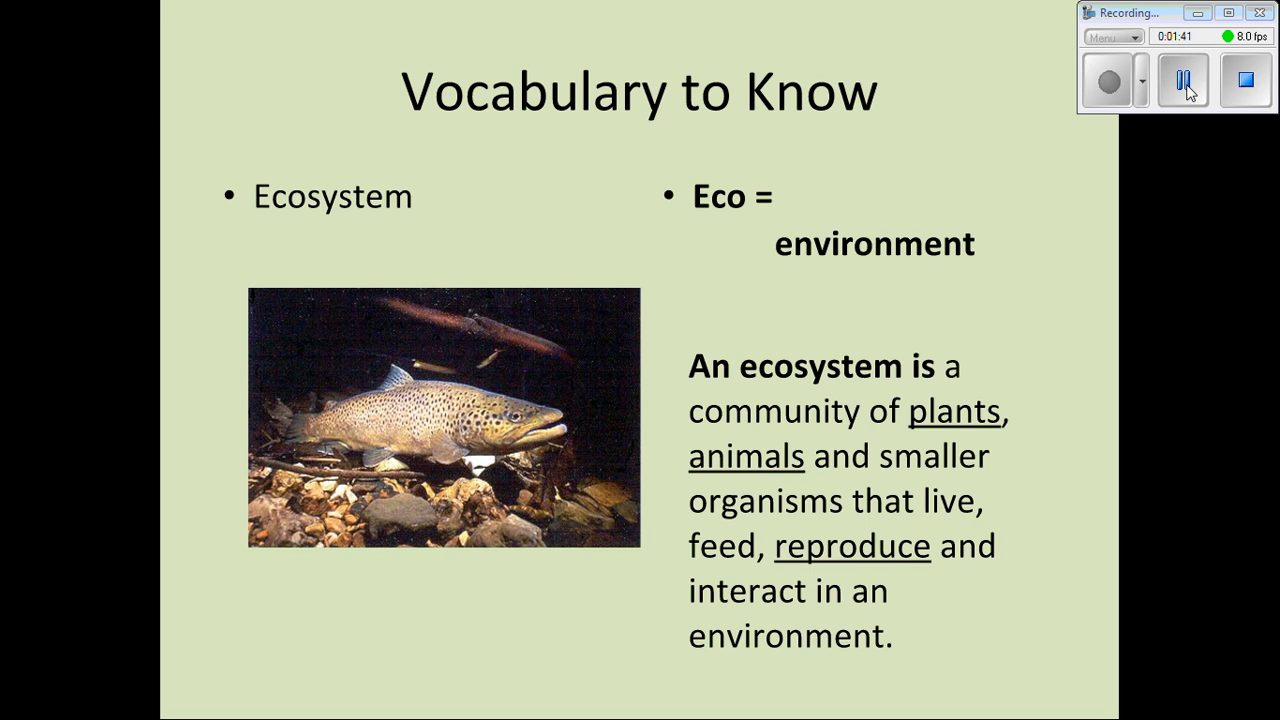 Recording...
Menu
0:01:41
8.0 fps
Vocabulary to Know
• Ecosystem
• Eco =
environment
An ecosystem is a
community of plants,
animals and smaller
organisms that live,
feed, reproduce and
interact in an
environment.